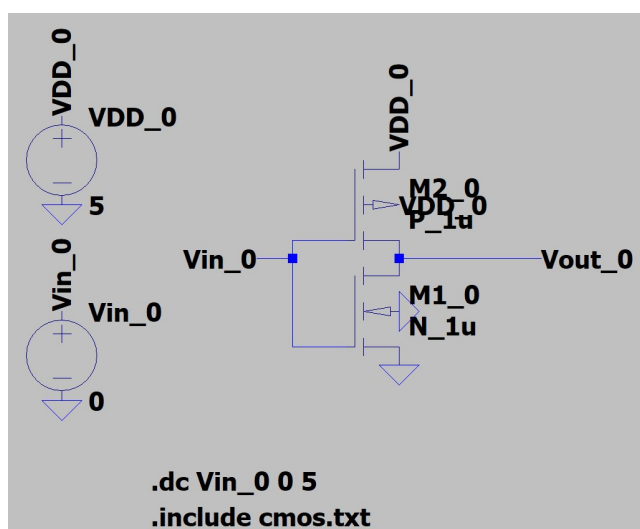 VDD_0
VDD_0
5
Vin_0
Vin_0
0
VDD_0
M2_0
VDD_0
P_1u
Vin_0
Vout_0
M1_0
N_1u
.dc Vin_0 0 5
.include cmos.txt